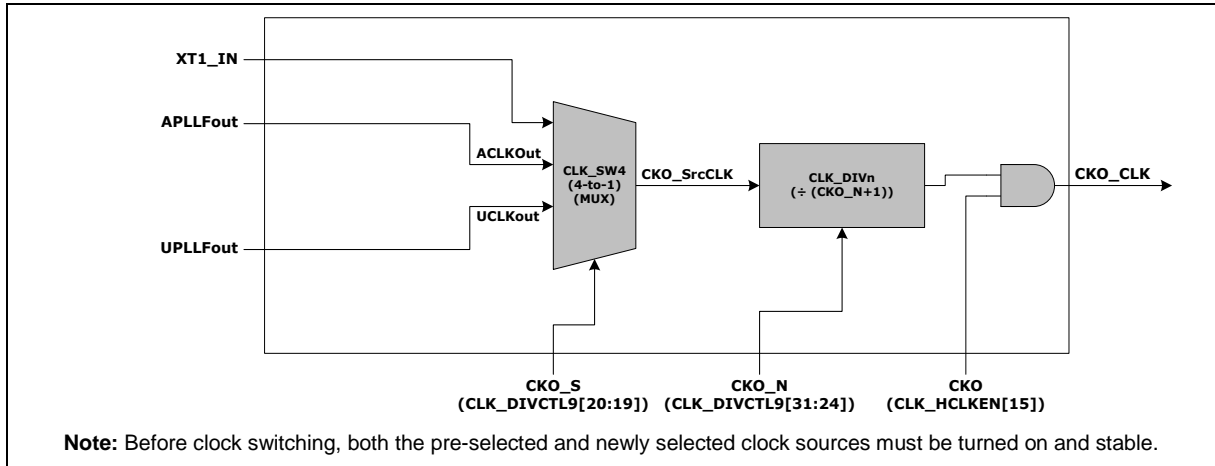 XT1_IN
APLLFout
ACLKOut
UCLKout
UPLLFout
CLK_SW4
(4-to-1)
(MUX)
CKO_SrcCLK
CLK_DIVn
(÷ (CKO_N+1))
CKO_CLK
CKO_S
(CLK_DIVCTL9[20:19])
CKO_N
(CLK_DIVCTL9[31:24])
CKO
(CLK_HCLKEN[15])
Note: Before clock switching, both the pre-selected and newly selected clock sources must be turned on and stable.